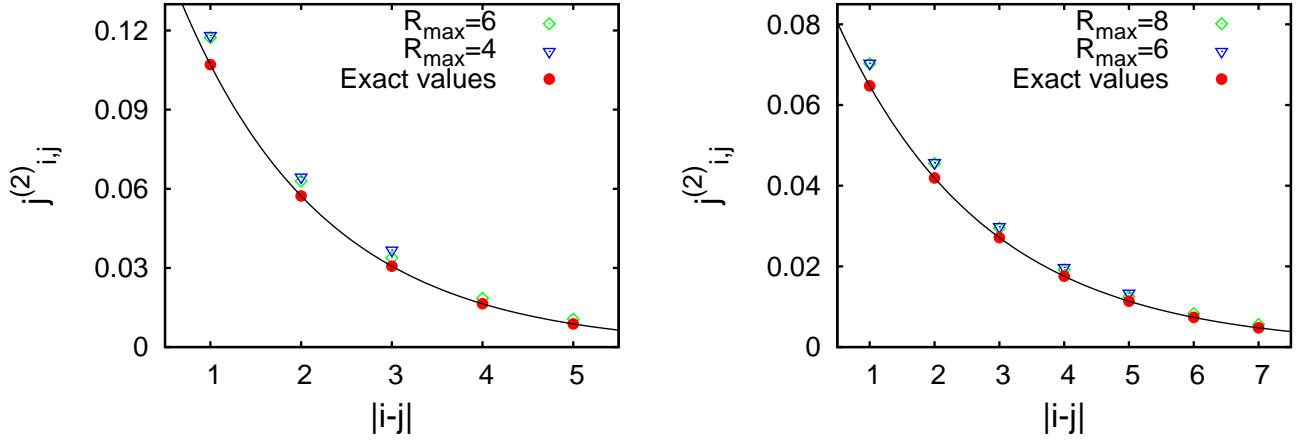 R_max=6
R_max=4
Exact values
0.12
0.09
0.06
0.03
0
j^(2)_i,j
1 2 3 4 5
|i-j|
R_max=8
R_max=6
Exact values
0.08
0.06
0.04
0.02
0
j^(2)_i,j
1 2 3 4 5 6 7
|i-j|